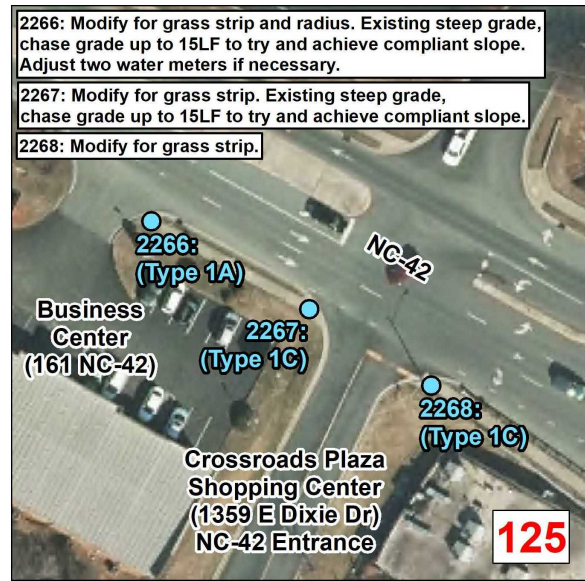 2266: Modify for grass strip and radius. Existing steep grade,
chase grade up to 15LF to try and achieve compliant slope.
Adjust two water meters if necessary.
2267: Modify for grass strip. Existing steep grade,
chase grade up to 15LF to try and achieve compliant slope.
2268: Modify for grass strip.
2266:
(Type 1A)
NC-42
Business
Center
(161 NC-42)
2267:
(Type 1C)
2268:
(Type 1C)
Crossroads Plaza
Shopping Center
(1359 E Dixie Dr)
NC-42 Entrance
125